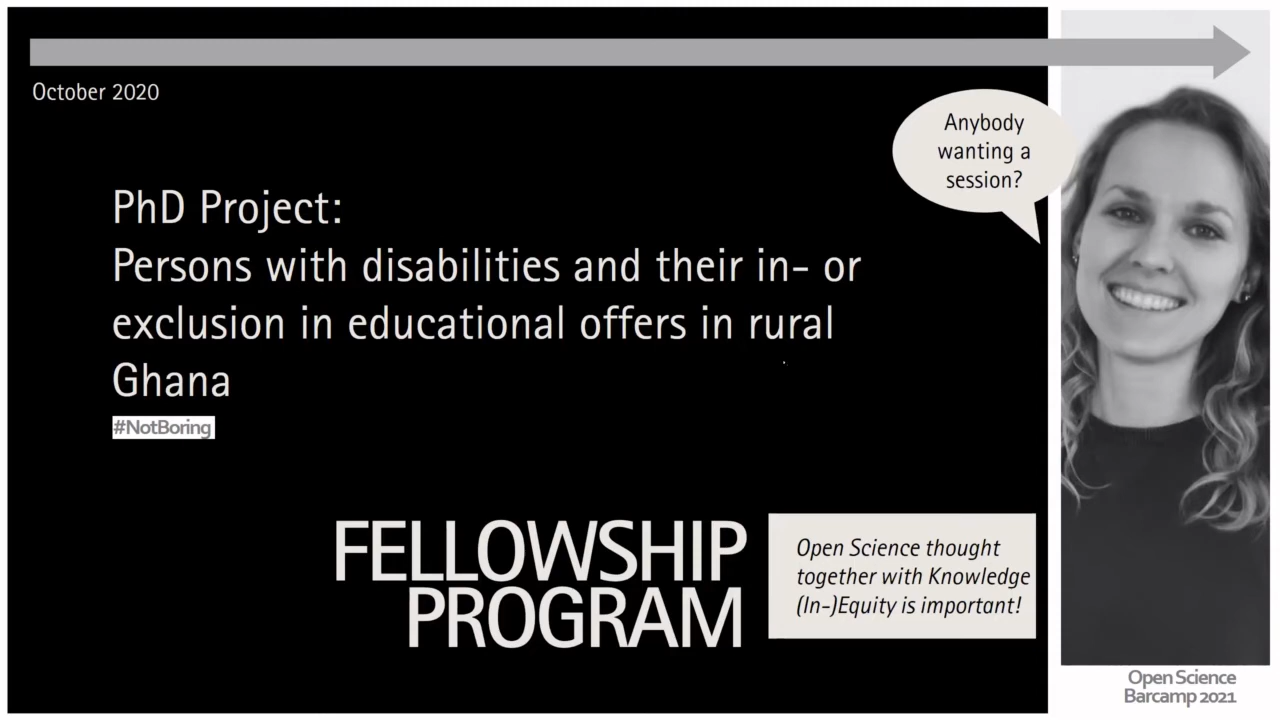 October 2020
Anybody
wanting a
session?
PhD Project:
Persons with disabilities and their in- or
exclusion in educational offers in rural
Ghana
#NotBoring
FELLOWSHIP
PROGRAM
Open Science thought
together with Knowledge
(In-)Equity is important!
Open Science
Barcamp 2021